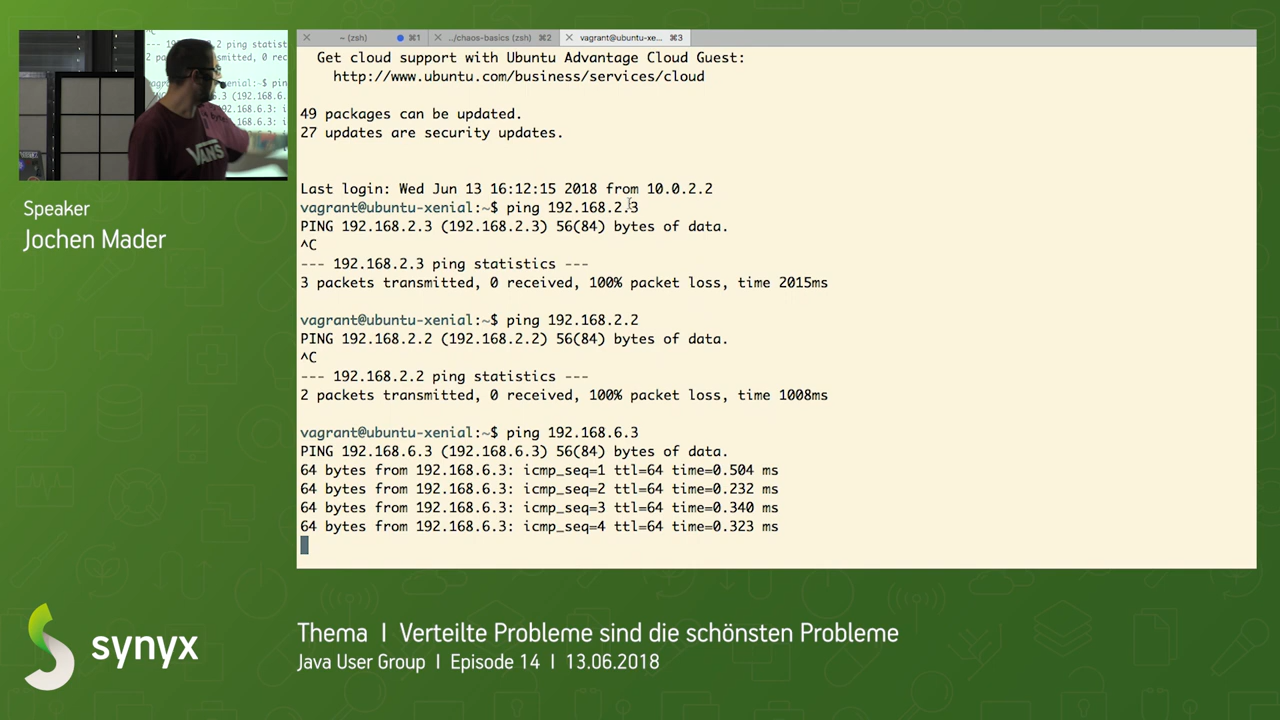 ~ (zsh) ⌘1 ../chaos-basics (zsh) ⌘2 vagrant@ubuntu-xe... ⌘3
Get cloud support with Ubuntu Advantage Cloud Guest:
http://www.ubuntu.com/business/services/cloud
49 packages can be updated.
27 updates are security updates.
Last login: Wed Jun 13 16:12:15 2018 from 10.0.2.2
vagrant@ubuntu-xenial:~$ ping 192.168.2.3
PING 192.168.2.3 (192.168.2.3) 56(84) bytes of data.
^C
--- 192.168.2.3 ping statistics ---
3 packets transmitted, 0 received, 100% packet loss, time 2015ms
vagrant@ubuntu-xenial:~$ ping 192.168.2.2
PING 192.168.2.2 (192.168.2.2) 56(84) bytes of data.
^C
--- 192.168.2.2 ping statistics ---
2 packets transmitted, 0 received, 100% packet loss, time 1008ms
vagrant@ubuntu-xenial:~$ ping 192.168.6.3
PING 192.168.6.3 (192.168.6.3) 56(84) bytes of data.
64 bytes from 192.168.6.3: icmp_seq=1 ttl=64 time=0.504 ms
64 bytes from 192.168.6.3: icmp_seq=2 ttl=64 time=0.232 ms
64 bytes from 192.168.6.3: icmp_seq=3 ttl=64 time=0.340 ms
64 bytes from 192.168.6.3: icmp_seq=4 ttl=64 time=0.323 ms
VANS
Speaker
Jochen Mader
synyx
Thema | Verteilte Probleme sind die schönsten Probleme
Java User Group | Episode 14 | 13.06.2018